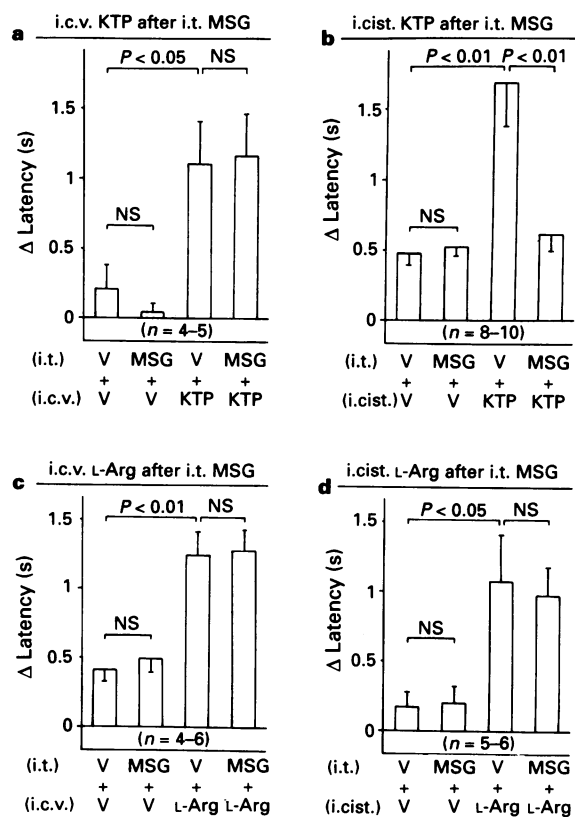 a
i.c.v. KTP after i.t. MSG
P < 0.05
NS
1.5
1
0.5
0
Δ Latency (s)
NS
(n = 4–5)
(i.t.) V MSG V MSG
+ + + +
(i.c.v.) V V KTP KTP
b
i.cist. KTP after i.t. MSG
P < 0.01
P < 0.01
1.5
1
0.5
0
Δ Latency (s)
NS
(n = 8–10)
(i.t.) V MSG V MSG
+ + + +
(i.cist.) V V KTP KTP
c
i.c.v. L-Arg after i.t. MSG
P < 0.01
NS
1.5
1
0.5
0
Δ Latency (s)
NS
(n = 4–6)
(i.t.) V MSG V MSG
+ + + +
(i.c.v.) V V L-Arg L-Arg
d
i.cist. L-Arg after i.t. MSG
P < 0.05
NS
1.5
1
0.5
0
Δ Latency (s)
NS
(n = 5–6)
(i.t.) V MSG V MSG
+ + + +
(i.cist.) V V L-Arg L-Arg